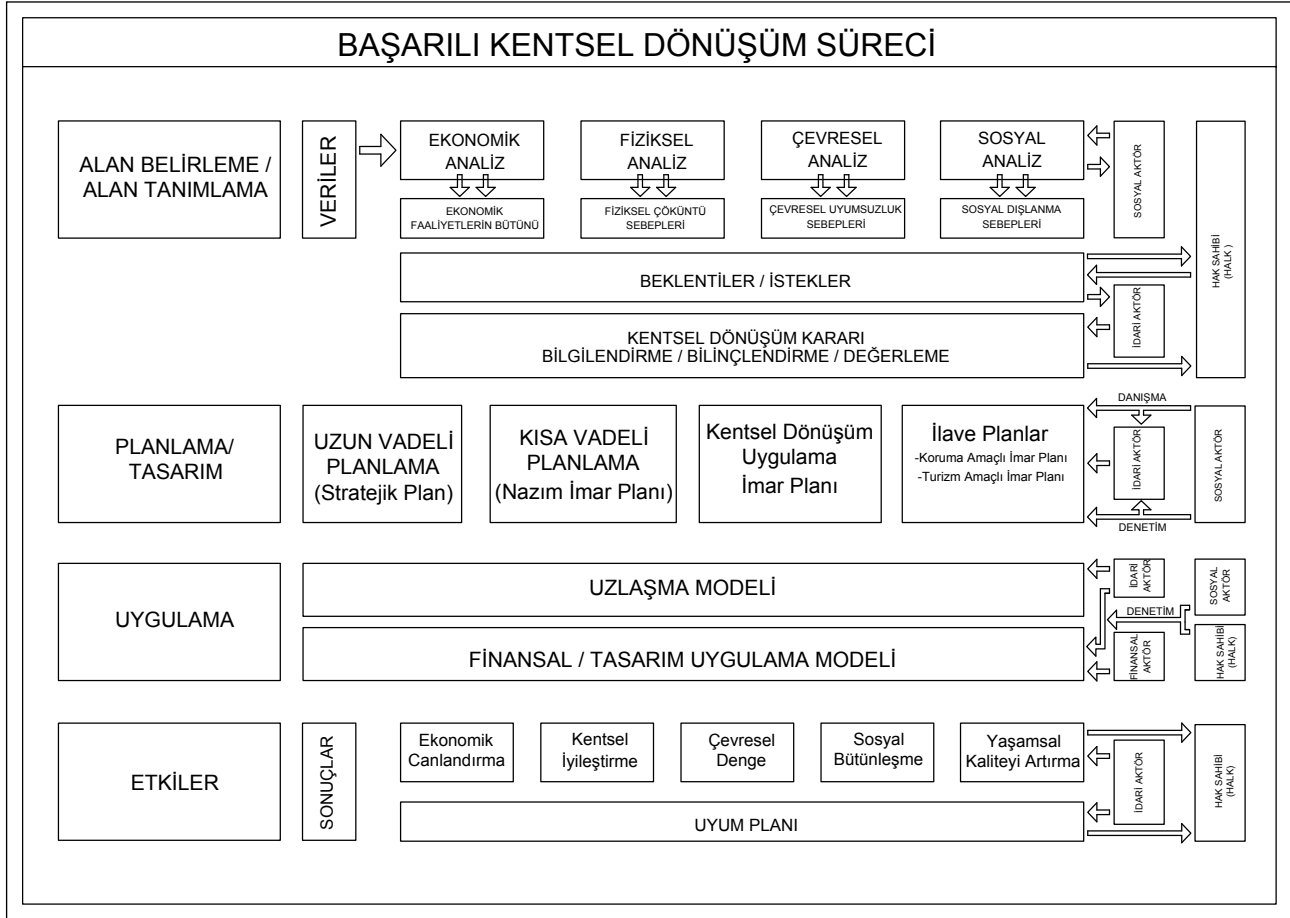 BAŞARILI KENTSEL DÖNÜŞÜM SÜRECİ
ALAN BELİRLEME /
ALAN TANIMLAMA
VERİLER
EKONOMİK
ANALİZ
FİZİKSEL
ANALİZ
ÇEVRESEL
ANALİZ
SOSYAL
ANALİZ
EKONOMİK
FAALİYETLERİN BÜTÜNÜ
FİZİKSEL ÇÖKÜNTÜ
SEBEPLERİ
ÇEVRESEL UYUMSUZLUK
SEBEPLERİ
SOSYAL DIŞLANMA
SEBEPLERİ
SOSYAL AKTÖR
HAK SAHİBİ
(HALK )
BEKLENTİLER / İSTEKLER
İDARİ AKTÖR
KENTSEL DÖNÜŞÜM KARARI
BİLGİLENDİRME / BİLİNÇLENDİRME / DEĞERLEME
PLANLAMA/
TASARIM
UZUN VADELİ
PLANLAMA
(Stratejik Plan)
KISA VADELİ
PLANLAMA
(Nazım İmar Planı)
Kentsel Dönüşüm
Uygulama
İmar Planı
İlave Planlar
-Koruma Amaçlı İmar Planı
-Turizm Amaçlı İmar Planı
DANIŞMA
İDARİ AKTÖR
DENETİM
SOSYAL AKTÖR
UYGULAMA
UZLAŞMA MODELİ
İDARİ
AKTÖR
SOSYAL
AKTÖR
DENETİM
FİNANSAL / TASARIM UYGULAMA MODELİ
FİNANSAL
AKTÖR
HAK SAHİBİ
(HALK)
ETKİLER
SONUÇLAR
Ekonomik
Canlandırma
Kentsel
İyileştirme
Çevresel
Denge
Sosyal
Bütünleşme
Yaşamsal
Kaliteyi Artırma
İDARİ AKTÖR
HAK SAHİBİ
(HALK)
UYUM PLANI